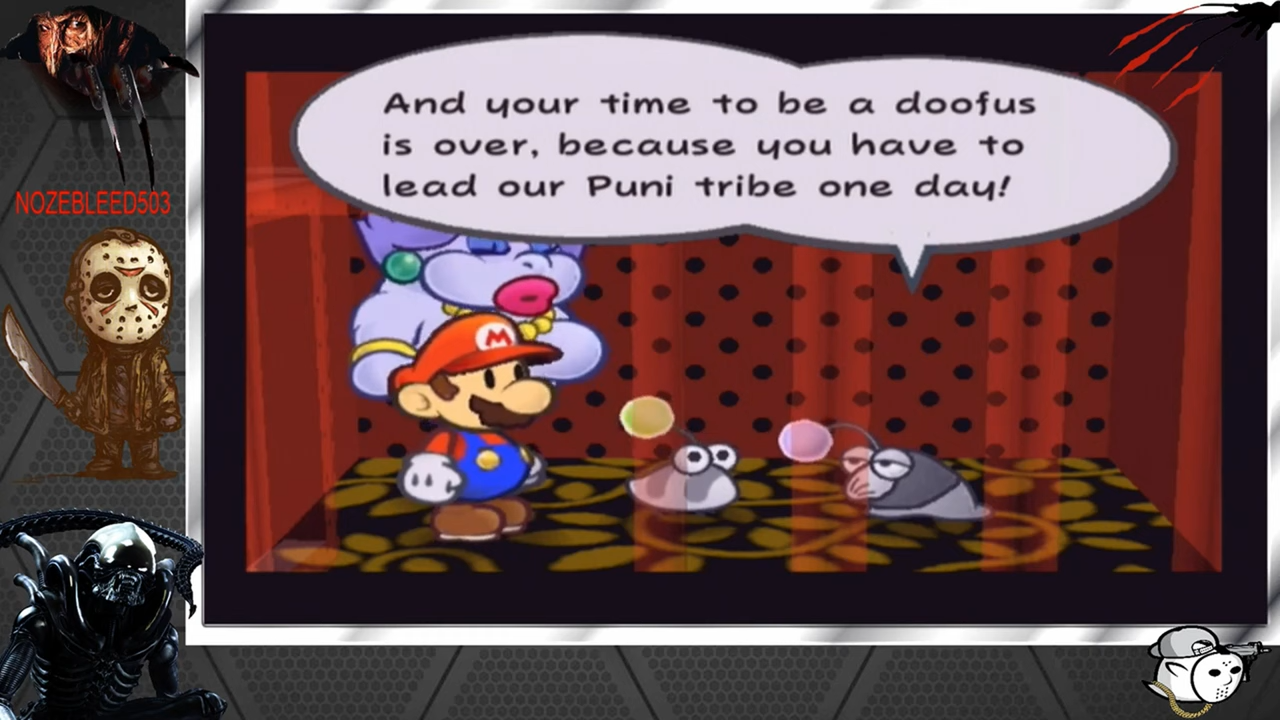 And your time to be a doofus
is over, because you have to
lead our Puni tribe one day!
NOZEBLEED503
M